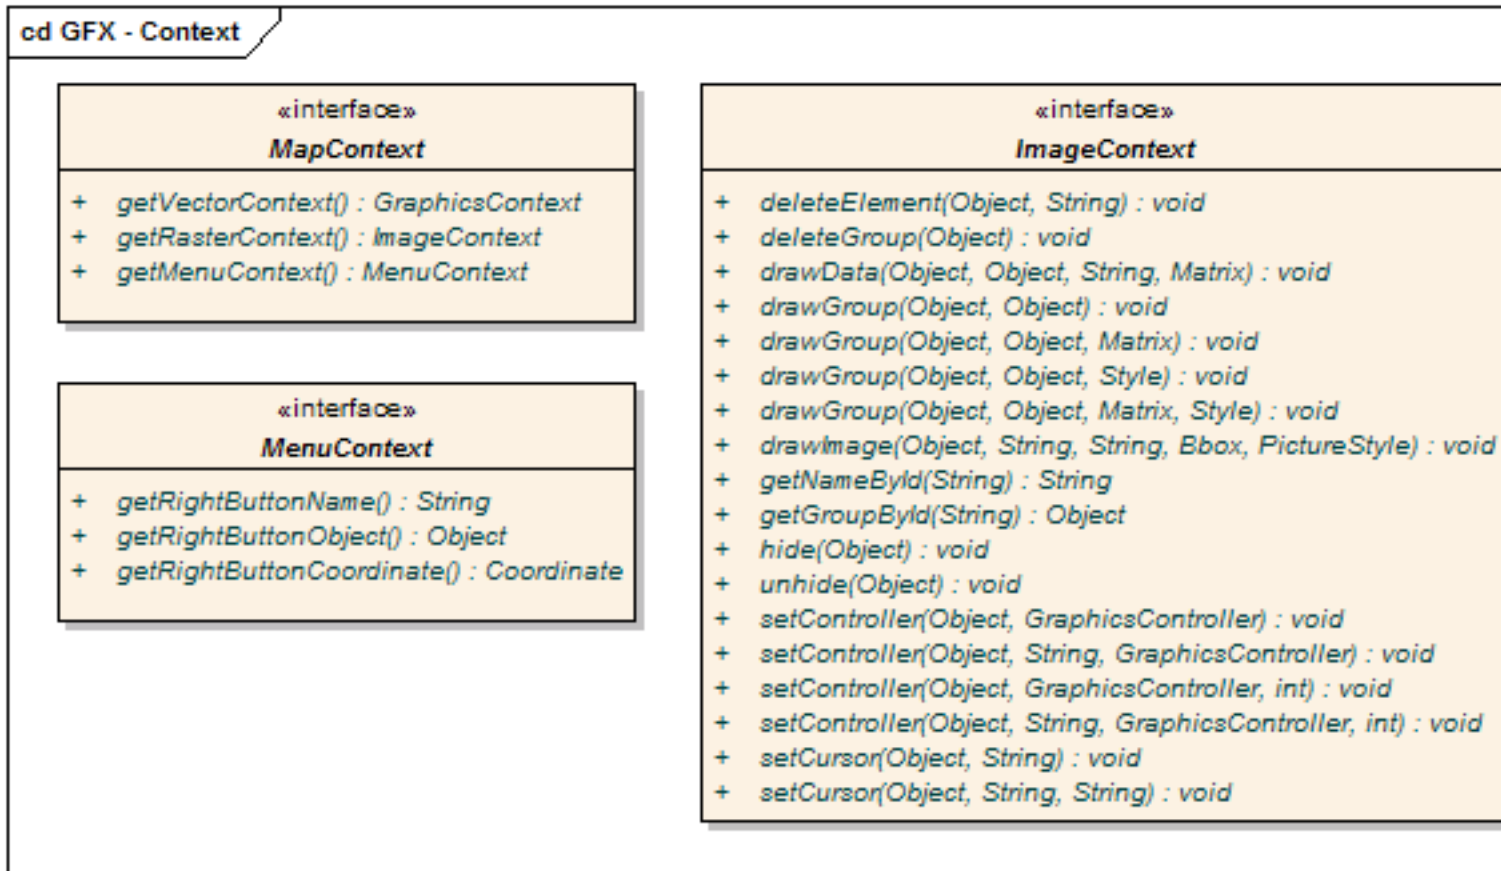 cd GFX - Context
«interface»
MapContext
+ getVectorContext() : GraphicsContext
+ getRasterContext() : ImageContext
+ getMenuContext() : MenuContext
«interface»
MenuContext
+ getRightButtonName() : String
+ getRightButtonObject() : Object
+ getRightButtonCoordinate() : Coordinate
«interface»
ImageContext
+ deleteElement(Object, String) : void
+ deleteGroup(Object) : void
+ drawData(Object, Object, String, Matrix) : void
+ drawGroup(Object, Object) : void
+ drawGroup(Object, Object, Matrix) : void
+ drawGroup(Object, Object, Style) : void
+ drawGroup(Object, Object, Matrix, Style) : void
+ drawImage(Object, String, String, Bbox, PictureStyle) : void
+ getNameById(String) : String
+ getGroupById(String) : Object
+ hide(Object) : void
+ unhide(Object) : void
+ setController(Object, GraphicsController) : void
+ setController(Object, String, GraphicsController) : void
+ setController(Object, GraphicsController, int) : void
+ setController(Object, String, GraphicsController, int) : void
+ setCursor(Object, String) : void
+ setCursor(Object, String, String) : void